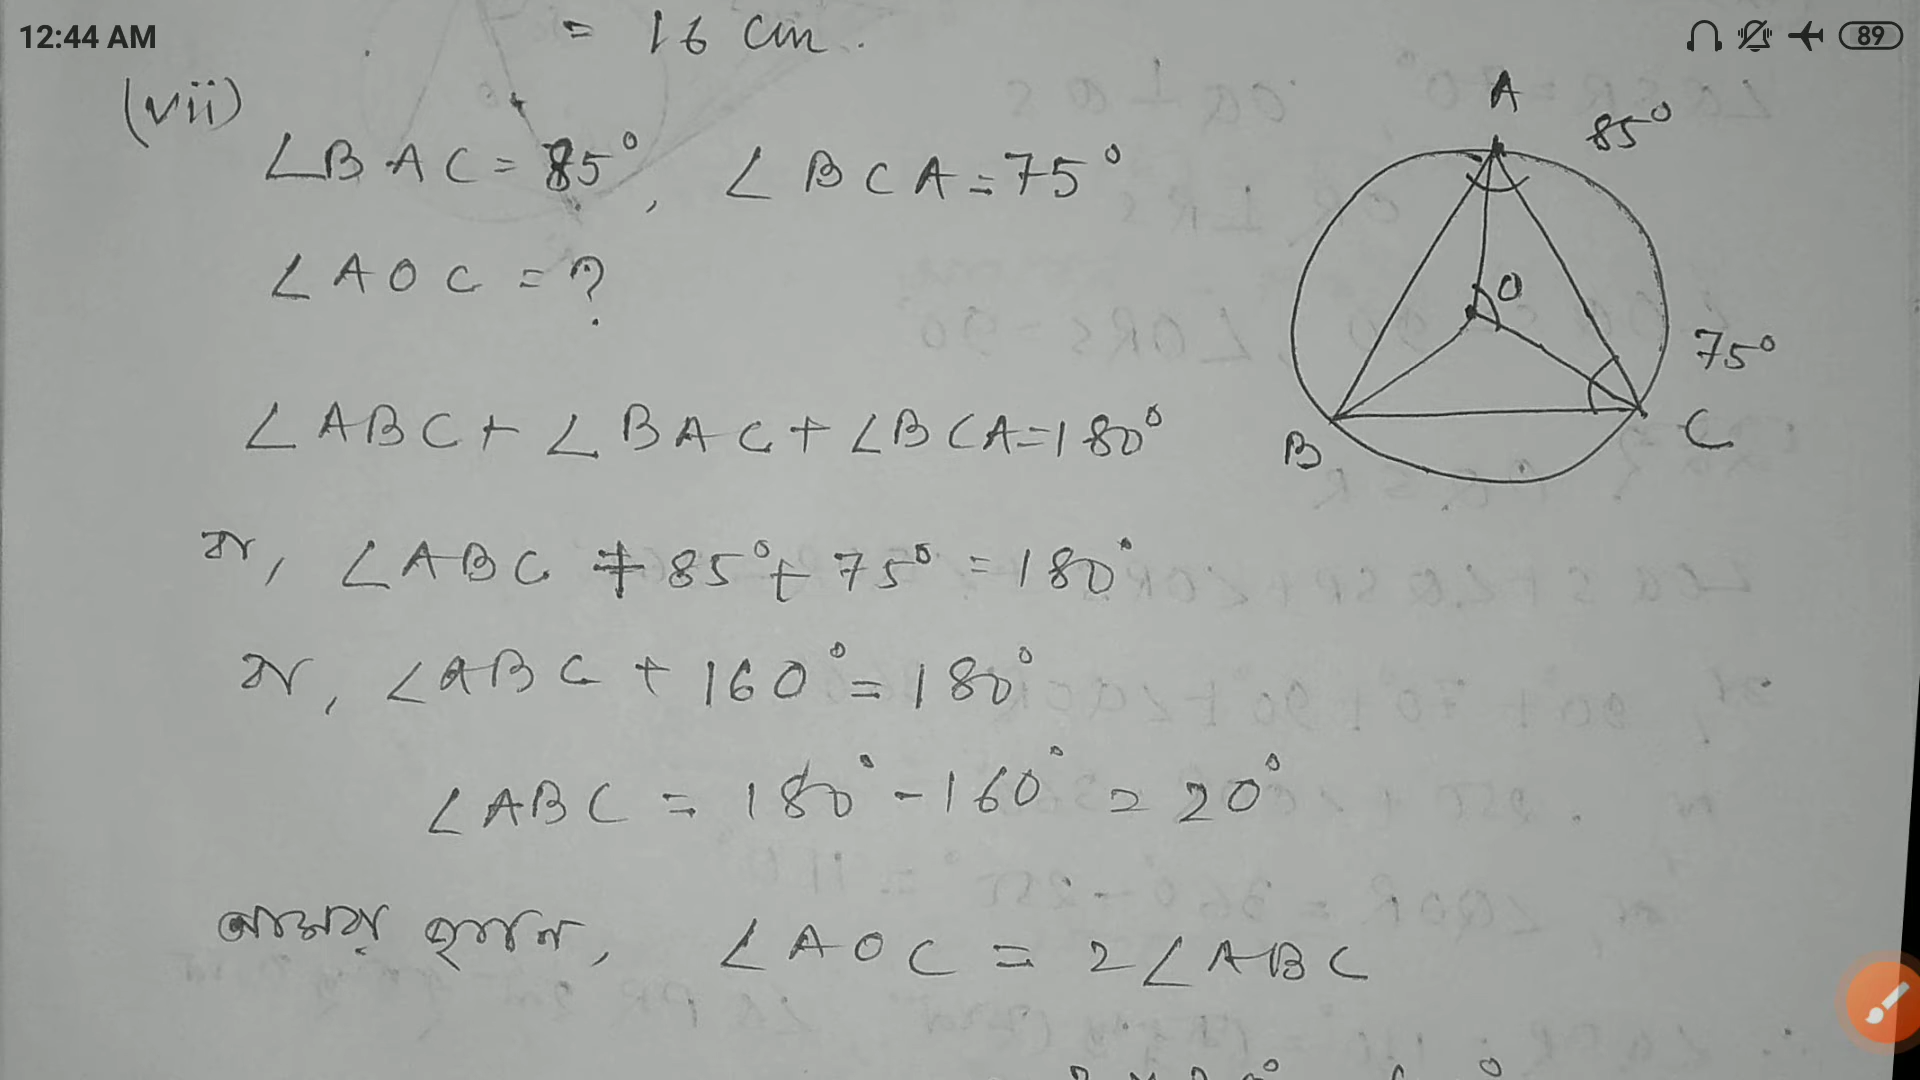 12:44 AM
89
= 16 cm.
(vii)
∠BAC = 85°, ∠BCA = 75°
∠AOC = ?
A
85°
O
75°
B
C
∠ABC + ∠BAC + ∠BCA = 180°
বা, ∠ABC + 85° + 75° = 180°
বা, ∠ABC + 160° = 180°
∠ABC = 180° - 160° = 20°
∠AOC = 2∠ABC